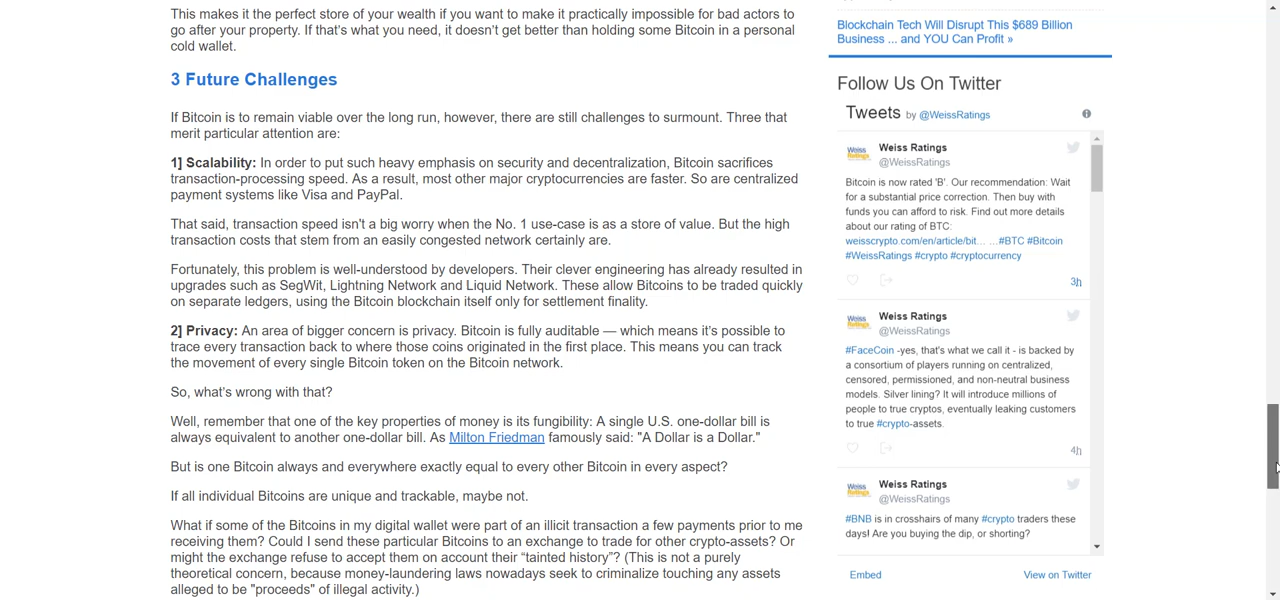 This makes it the perfect store of your wealth if you want to make it practically impossible for bad actors to
go after your property. If that's what you need, it doesn't get better than holding some Bitcoin in a personal
cold wallet.
3 Future Challenges
If Bitcoin is to remain viable over the long run, however, there are still challenges to surmount. Three that
merit particular attention are:
1] Scalability: In order to put such heavy emphasis on security and decentralization, Bitcoin sacrifices
transaction-processing speed. As a result, most other major cryptocurrencies are faster. So are centralized
payment systems like Visa and PayPal.
That said, transaction speed isn't a big worry when the No. 1 use-case is as a store of value. But the high
transaction costs that stem from an easily congested network certainly are.
Fortunately, this problem is well-understood by developers. Their clever engineering has already resulted in
upgrades such as SegWit, Lightning Network and Liquid Network. These allow Bitcoins to be traded quickly
on separate ledgers, using the Bitcoin blockchain itself only for settlement finality.
2] Privacy: An area of bigger concern is privacy. Bitcoin is fully auditable — which means it's possible to
trace every transaction back to where those coins originated in the first place. This means you can track
the movement of every single Bitcoin token on the Bitcoin network.
So, what's wrong with that?
Well, remember that one of the key properties of money is its fungibility: A single U.S. one-dollar bill is
always equivalent to another one-dollar bill. As Milton Friedman famously said: "A Dollar is a Dollar."
But is one Bitcoin always and everywhere exactly equal to every other Bitcoin in every aspect?
If all individual Bitcoins are unique and trackable, maybe not.
What if some of the Bitcoins in my digital wallet were part of an illicit transaction a few payments prior to me
receiving them? Could I send these particular Bitcoins to an exchange to trade for other crypto-assets? Or
might the exchange refuse to accept them on account their “tainted history”? (This is not a purely
theoretical concern, because money-laundering laws nowadays seek to criminalize touching any assets
alleged to be "proceeds" of illegal activity.)
Blockchain Tech Will Disrupt This $689 Billion
Business ... and YOU Can Profit »
Follow Us On Twitter
Tweets by @WeissRatings
Weiss Ratings
@WeissRatings
Bitcoin is now rated 'B'. Our recommendation: Wait
for a substantial price correction. Then buy with
funds you can afford to risk. Find out more details
about our rating of BTC:
weisscrypto.com/en/article/bit... ...#BTC #Bitcoin
#WeissRatings #crypto #cryptocurrency
3h
Weiss Ratings
@WeissRatings
#FaceCoin -yes, that's what we call it - is backed by
a consortium of players running on centralized,
censored, permissioned, and non-neutral business
models. Silver lining? It will introduce millions of
people to true cryptos, eventually leaking customers
to true #crypto-assets.
4h
Weiss Ratings
@WeissRatings
#BNB is in crosshairs of many #crypto traders these
days! Are you buying the dip, or shorting?
Embed
View on Twitter